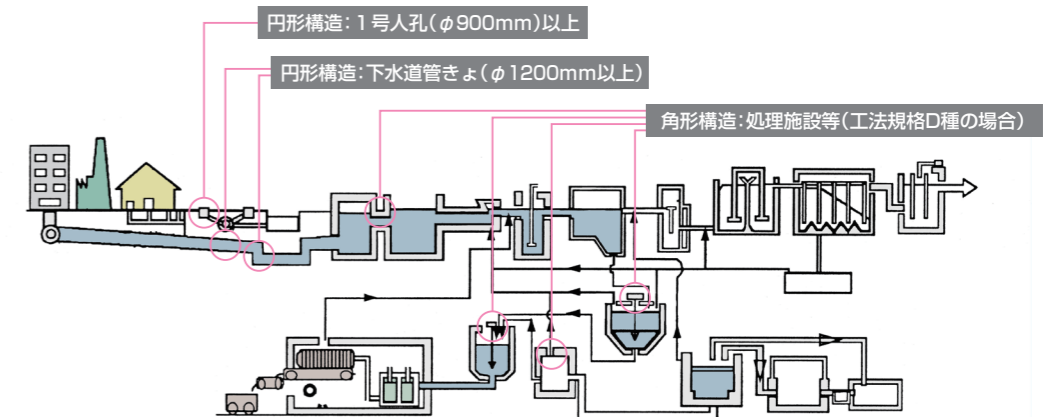 円形構造：１号人孔（φ900mm）以上
円形構造：下水道管きょ（φ1200mm以上）
角形構造：処理施設等（工法規格D種の場合）